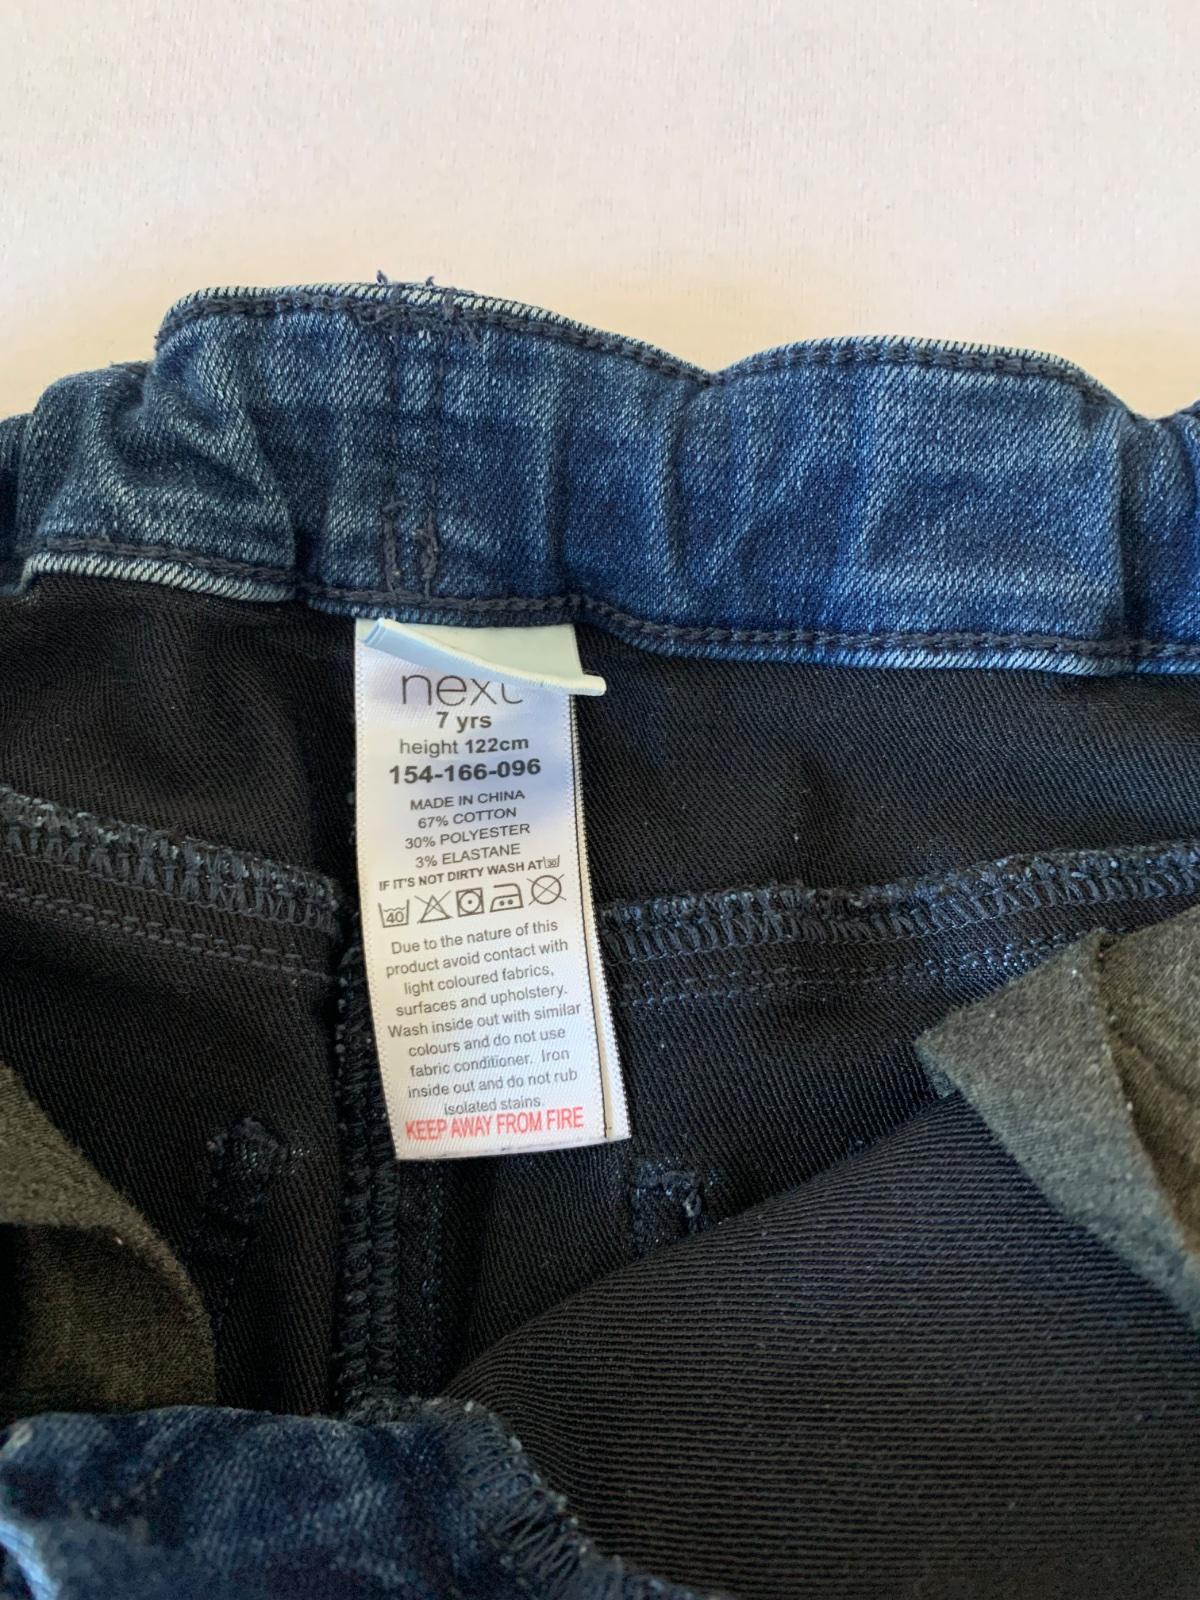 next
7 yrs
height 122cm
154-166-096
MADE IN CHINA
67% COTTON
30% POLYESTER
3% ELASTANE
IF IT'S NOT DIRTY WASH AT 30
40
Due to the nature of this
product avoid contact with
light coloured fabrics,
surfaces and upholstery.
Wash inside out with similar
colours and do not use
fabric conditioner. Iron
inside out and do not rub
isolated stains.
KEEP AWAY FROM FIRE